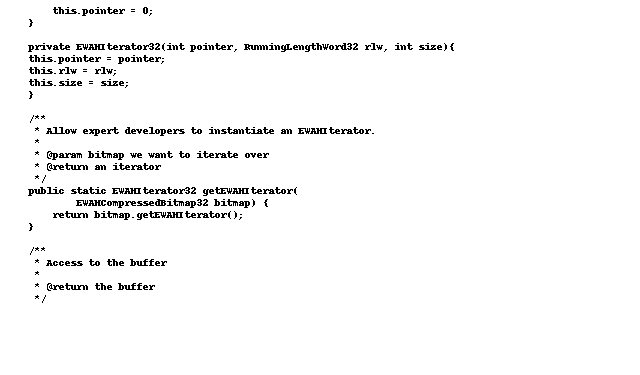 this.pointer = 0;
}
private EWAHIterator32(int pointer, RunningLengthWord32 rlw, int size){
this.pointer = pointer;
this.rlw = rlw;
this.size = size;
}
/**
* Allow expert developers to instantiate an EWAHIterator.
*
* @param bitmap we want to iterate over
* @return an iterator
*/
public static EWAHIterator32 getEWAHIterator(
EWAHCompressedBitmap32 bitmap) {
return bitmap.getEWAHIterator();
}
/**
* Access to the buffer
*
* @return the buffer
*/